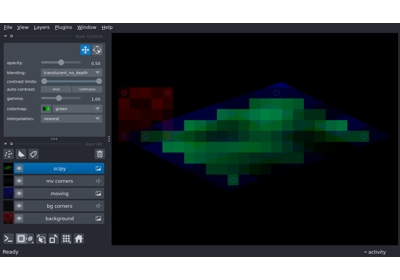 File View Layers Plugins Window Help
opacity: 0.50
blending: translucent_no_depth
contrast limits:
auto-contrast: once continuous
gamma: 1.00
colormap: green
interpolation: nearest
scipy
mv corners
moving
bg corners
background
Ready
activity